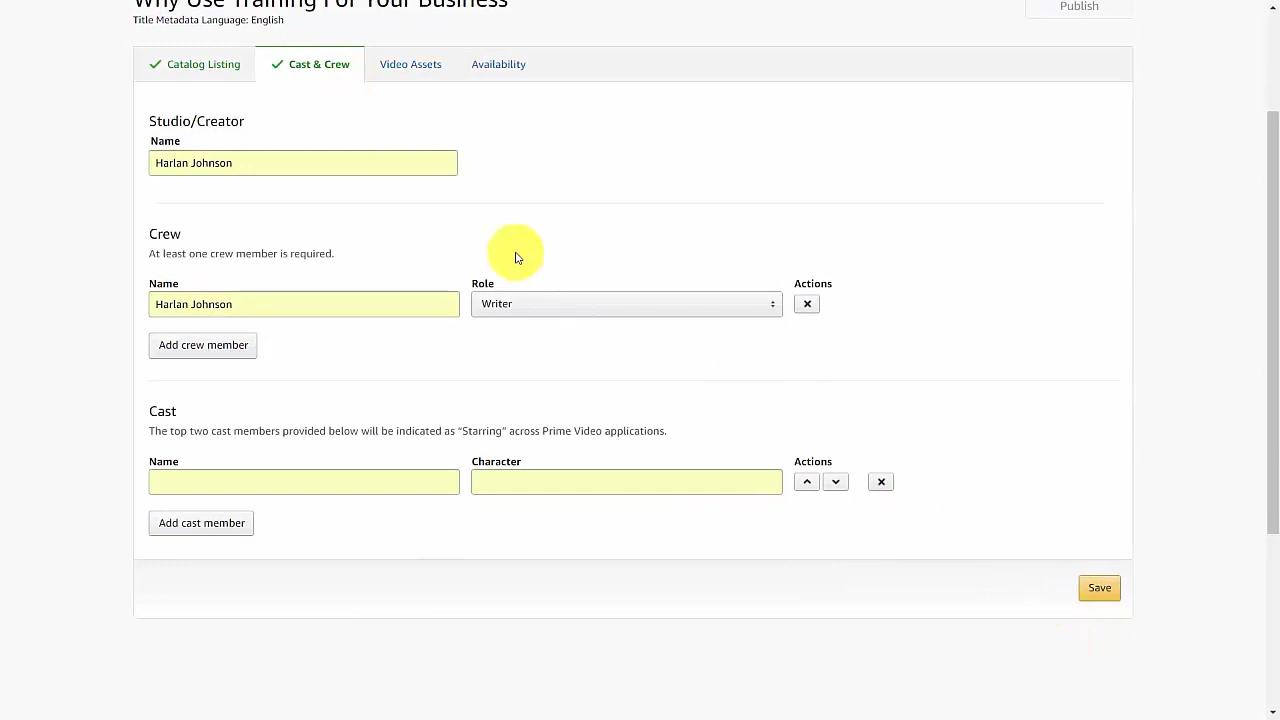 Why Use Training For Your Business
Publish
Title Metadata Language: English
Catalog Listing
Cast & Crew
Video Assets
Availability
Studio/Creator
Name
Harlan Johnson
Crew
At least one crew member is required.
Name Role Actions
Harlan Johnson Writer
Add crew member
Cast
The top two cast members provided below will be indicated as “Starring” across Prime Video applications.
Name Character Actions
Add cast member
Save